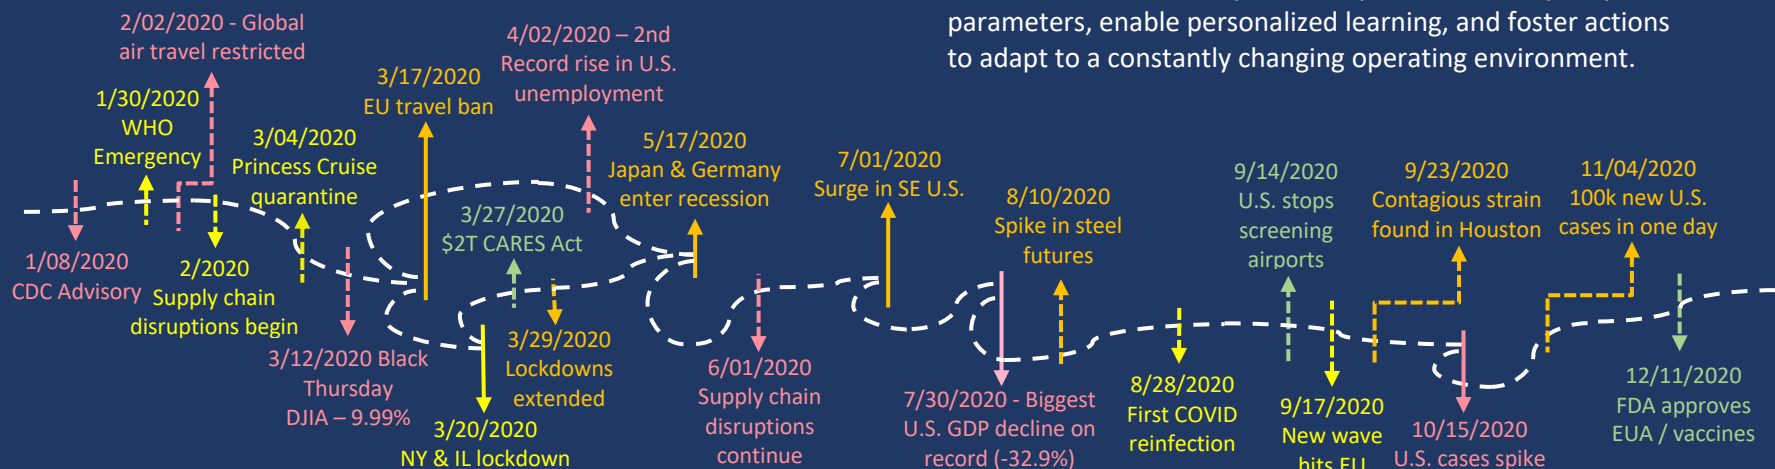 parameters, enable personalized learning, and foster actions
to adapt to a constantly changing operating environment.
1/08/2020
CDC Advisory
1/30/2020
WHO
Emergency
2/02/2020 - Global
air travel restricted
2/2020
Supply chain
disruptions begin
3/04/2020
Princess Cruise
quarantine
3/12/2020 Black
Thursday
DJIA – 9.99%
3/17/2020
EU travel ban
3/20/2020
NY & IL lockdown
3/27/2020
$2T CARES Act
3/29/2020
Lockdowns
extended
4/02/2020 – 2nd
Record rise in U.S.
unemployment
5/17/2020
Japan & Germany
enter recession
6/01/2020
Supply chain
disruptions
continue
7/01/2020
Surge in SE U.S.
7/30/2020 - Biggest
U.S. GDP decline on
record (-32.9%)
8/10/2020
Spike in steel
futures
8/28/2020
First COVID
reinfection
9/14/2020
U.S. stops
screening
airports
9/17/2020
New wave
hits EU
9/23/2020
Contagious strain
found in Houston
10/15/2020
U.S. cases spike
11/04/2020
100k new U.S.
cases in one day
12/11/2020
FDA approves
EUA / vaccines